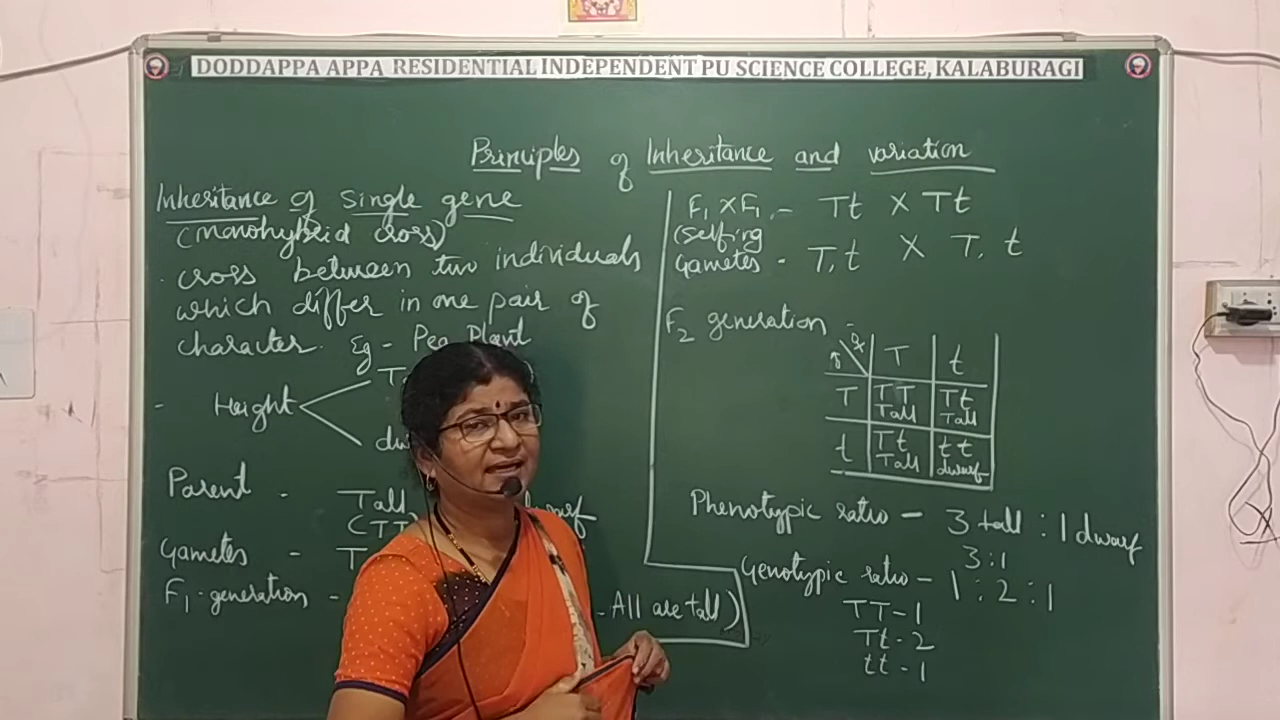 DODDAPPA APPA RESIDENTIAL INDEPENDENT PU SCIENCE COLLEGE, KALABURAGI
Principles of Inheritance and variation
Inheritance of single gene
(Monohybrid cross)
cross between two individuals
which differ in one pair of
character. Eg - Pea Plant
- Height
Parent - Tall
(TT)
Gametes - T
F1-generation -
- All are tall)
F1 X F1 - Tt X Tt
(selfing
Gametes - T, t X T, t
F2 generation -
T t
T TT Tt
Tall Tall
t Tt tt
Tall dwarf
Phenotypic ratio - 3 tall : 1 dwarf
3:1
Genotypic ratio - 1 : 2 : 1
TT-1
Tt-2
tt-1